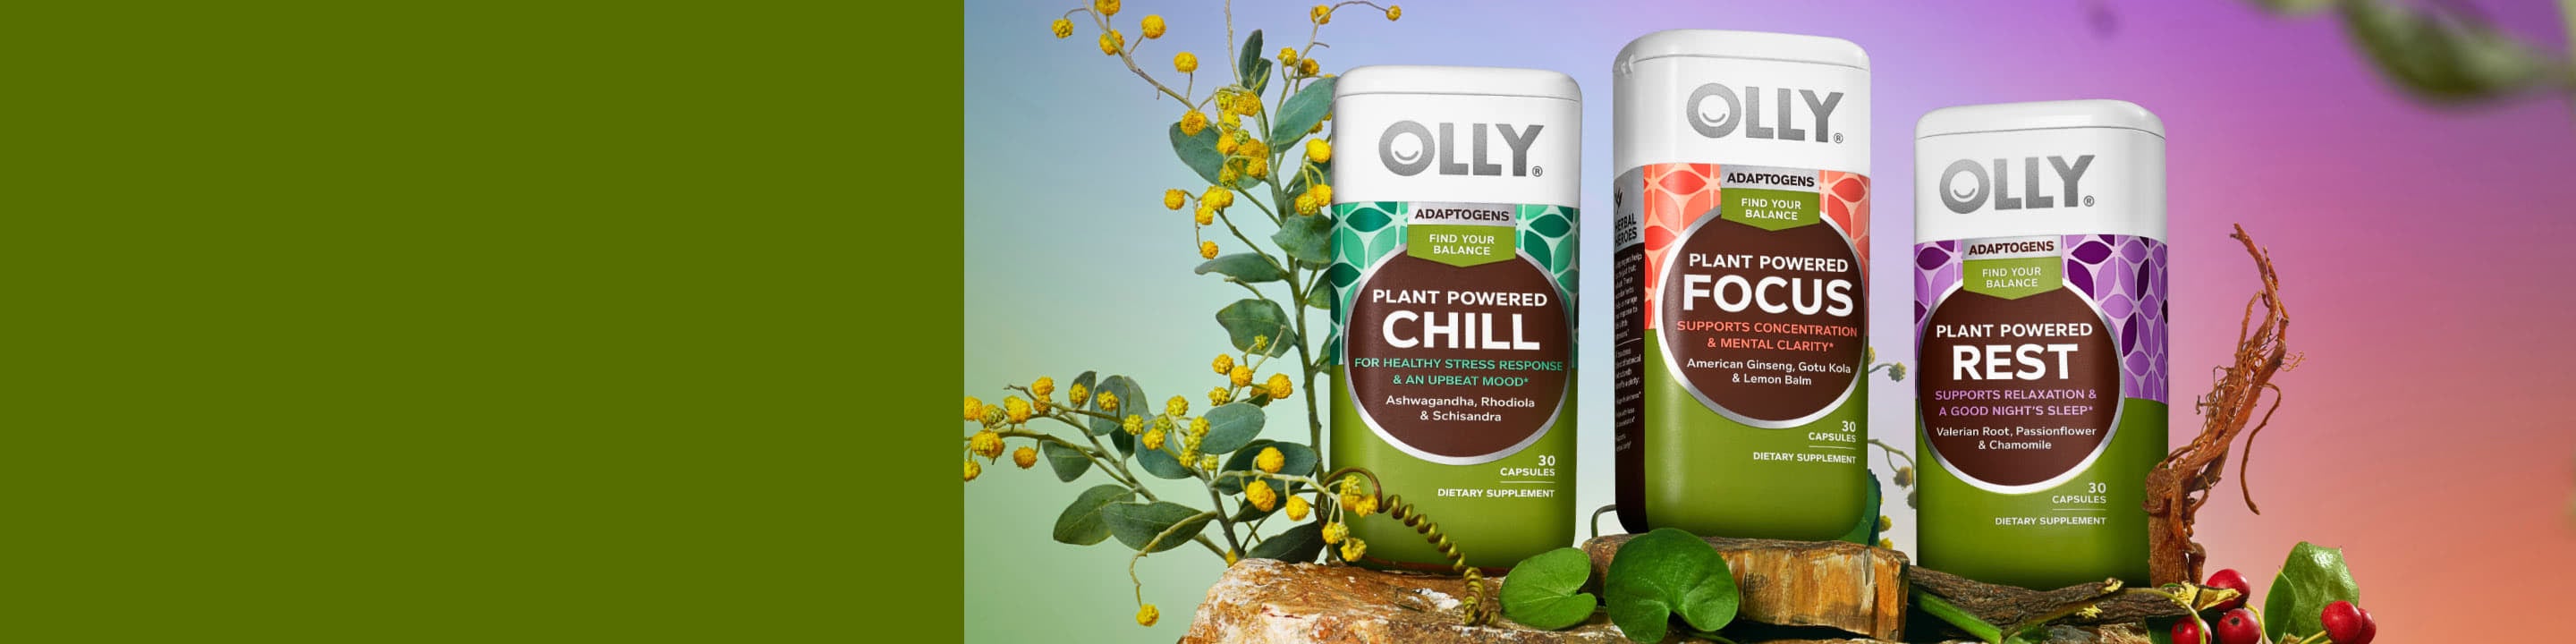 OLLY®
ADAPTOGENS
FIND YOUR
BALANCE
PLANT POWERED
CHILL
FOR HEALTHY STRESS RESPONSE
& AN UPBEAT MOOD*
Ashwagandha, Rhodiola
& Schisandra
30
CAPSULES
DIETARY SUPPLEMENT
OLLY®
ADAPTOGENS
FIND YOUR
BALANCE
PLANT POWERED
FOCUS
SUPPORTS CONCENTRATION
& MENTAL CLARITY*
American Ginseng, Gotu Kola
& Lemon Balm
30
CAPSULES
DIETARY SUPPLEMENT
HERBAL
HEROES
OLLY®
ADAPTOGENS
FIND YOUR
BALANCE
PLANT POWERED
REST
SUPPORTS RELAXATION &
A GOOD NIGHT'S SLEEP*
Valerian Root, Passionflower
& Chamomile
30
CAPSULES
DIETARY SUPPLEMENT